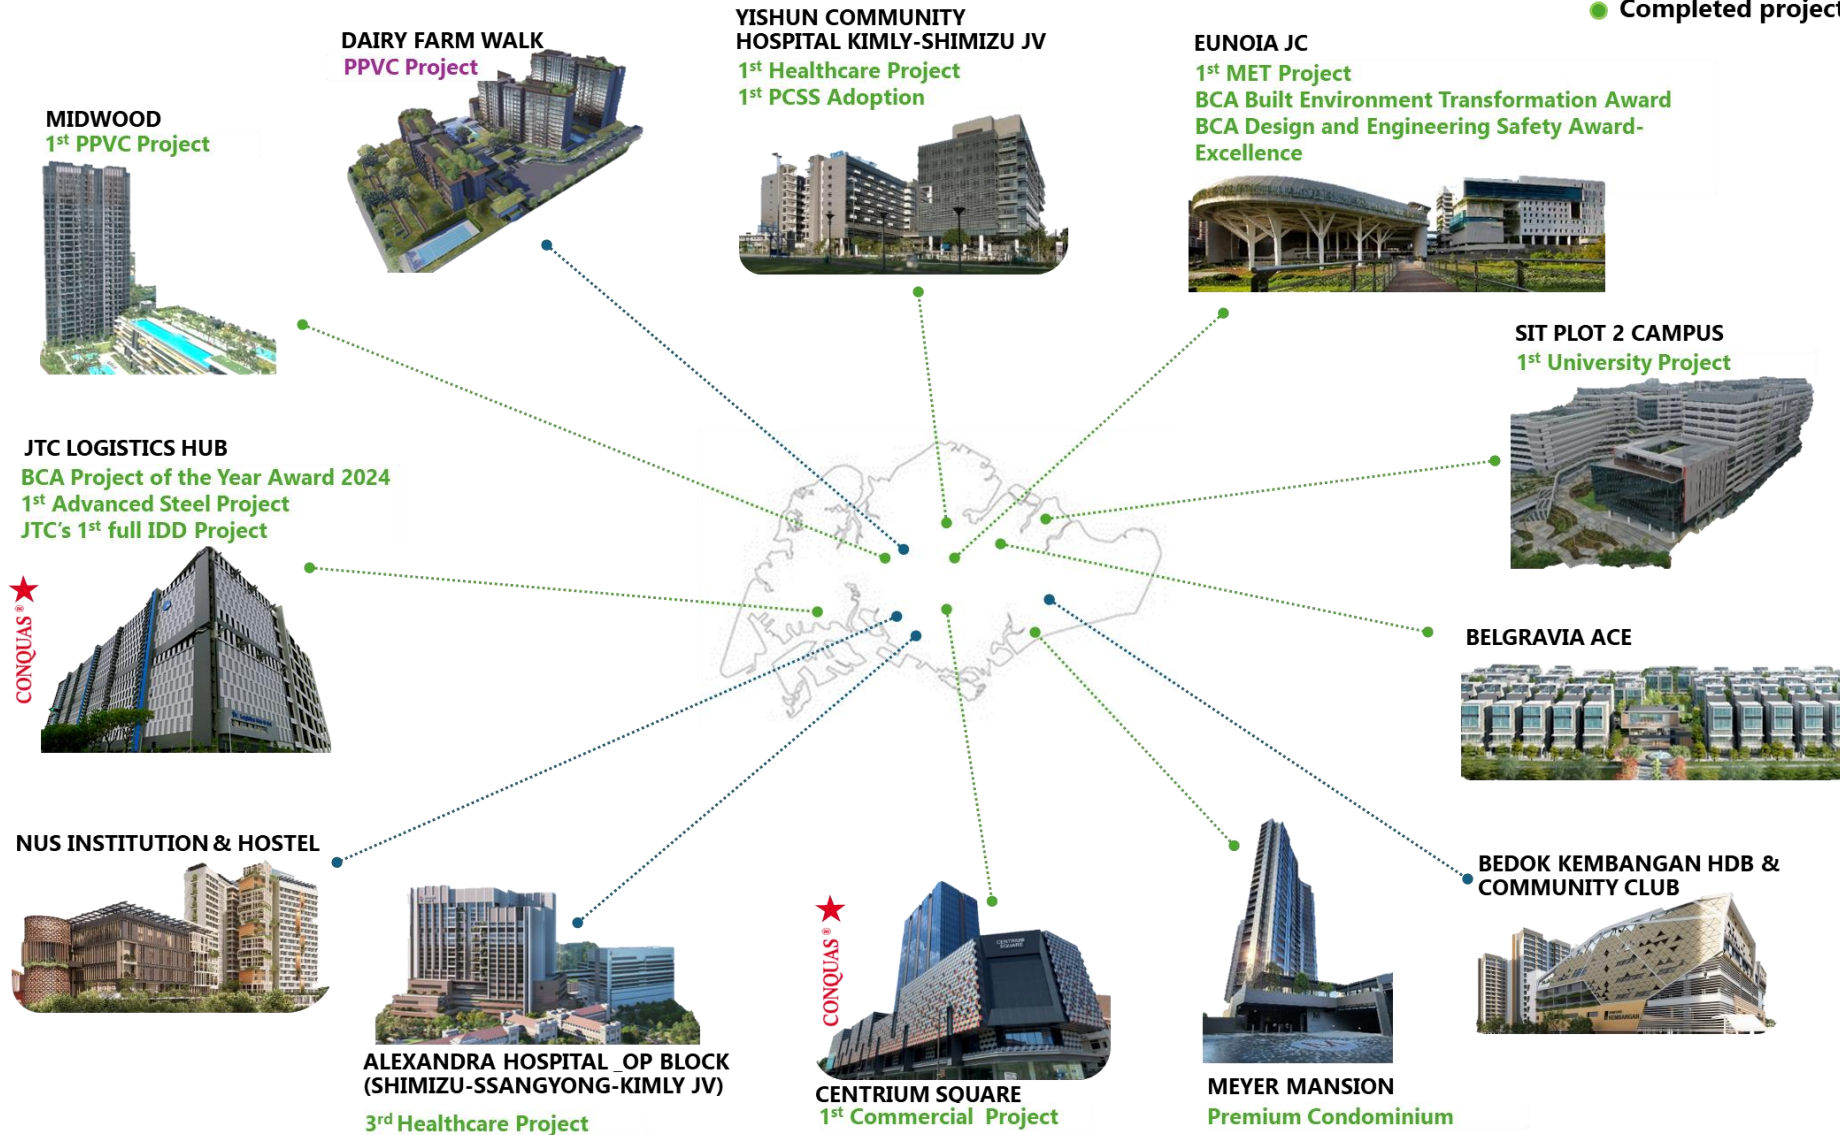 Completed project
YISHUN COMMUNITY
HOSPITAL KIMLY-SHIMIZU JV
1st Healthcare Project
1st PCSS Adoption
DAIRY FARM WALK
PPVC Project
EUNOIA JC
1st MET Project
BCA Built Environment Transformation Award
BCA Design and Engineering Safety Award-
Excellence
MIDWOOD
1st PPVC Project
SIT PLOT 2 CAMPUS
1st University Project
JTC LOGISTICS HUB
BCA Project of the Year Award 2024
1st Advanced Steel Project
JTC's 1st full IDD Project
CONQUAS®
BELGRAVIA ACE
NUS INSTITUTION & HOSTEL
BEDOK KEMBANGAN HDB &
COMMUNITY CLUB
KEMBANGAN
CONQUAS®
CENTRIUM
SQUARE
ALEXANDRA HOSPITAL _OP BLOCK
(SHIMIZU-SSANGYONG-KIMLY JV)
3rd Healthcare Project
CENTRIUM SQUARE
1st Commercial Project
MEYER MANSION
Premium Condominium